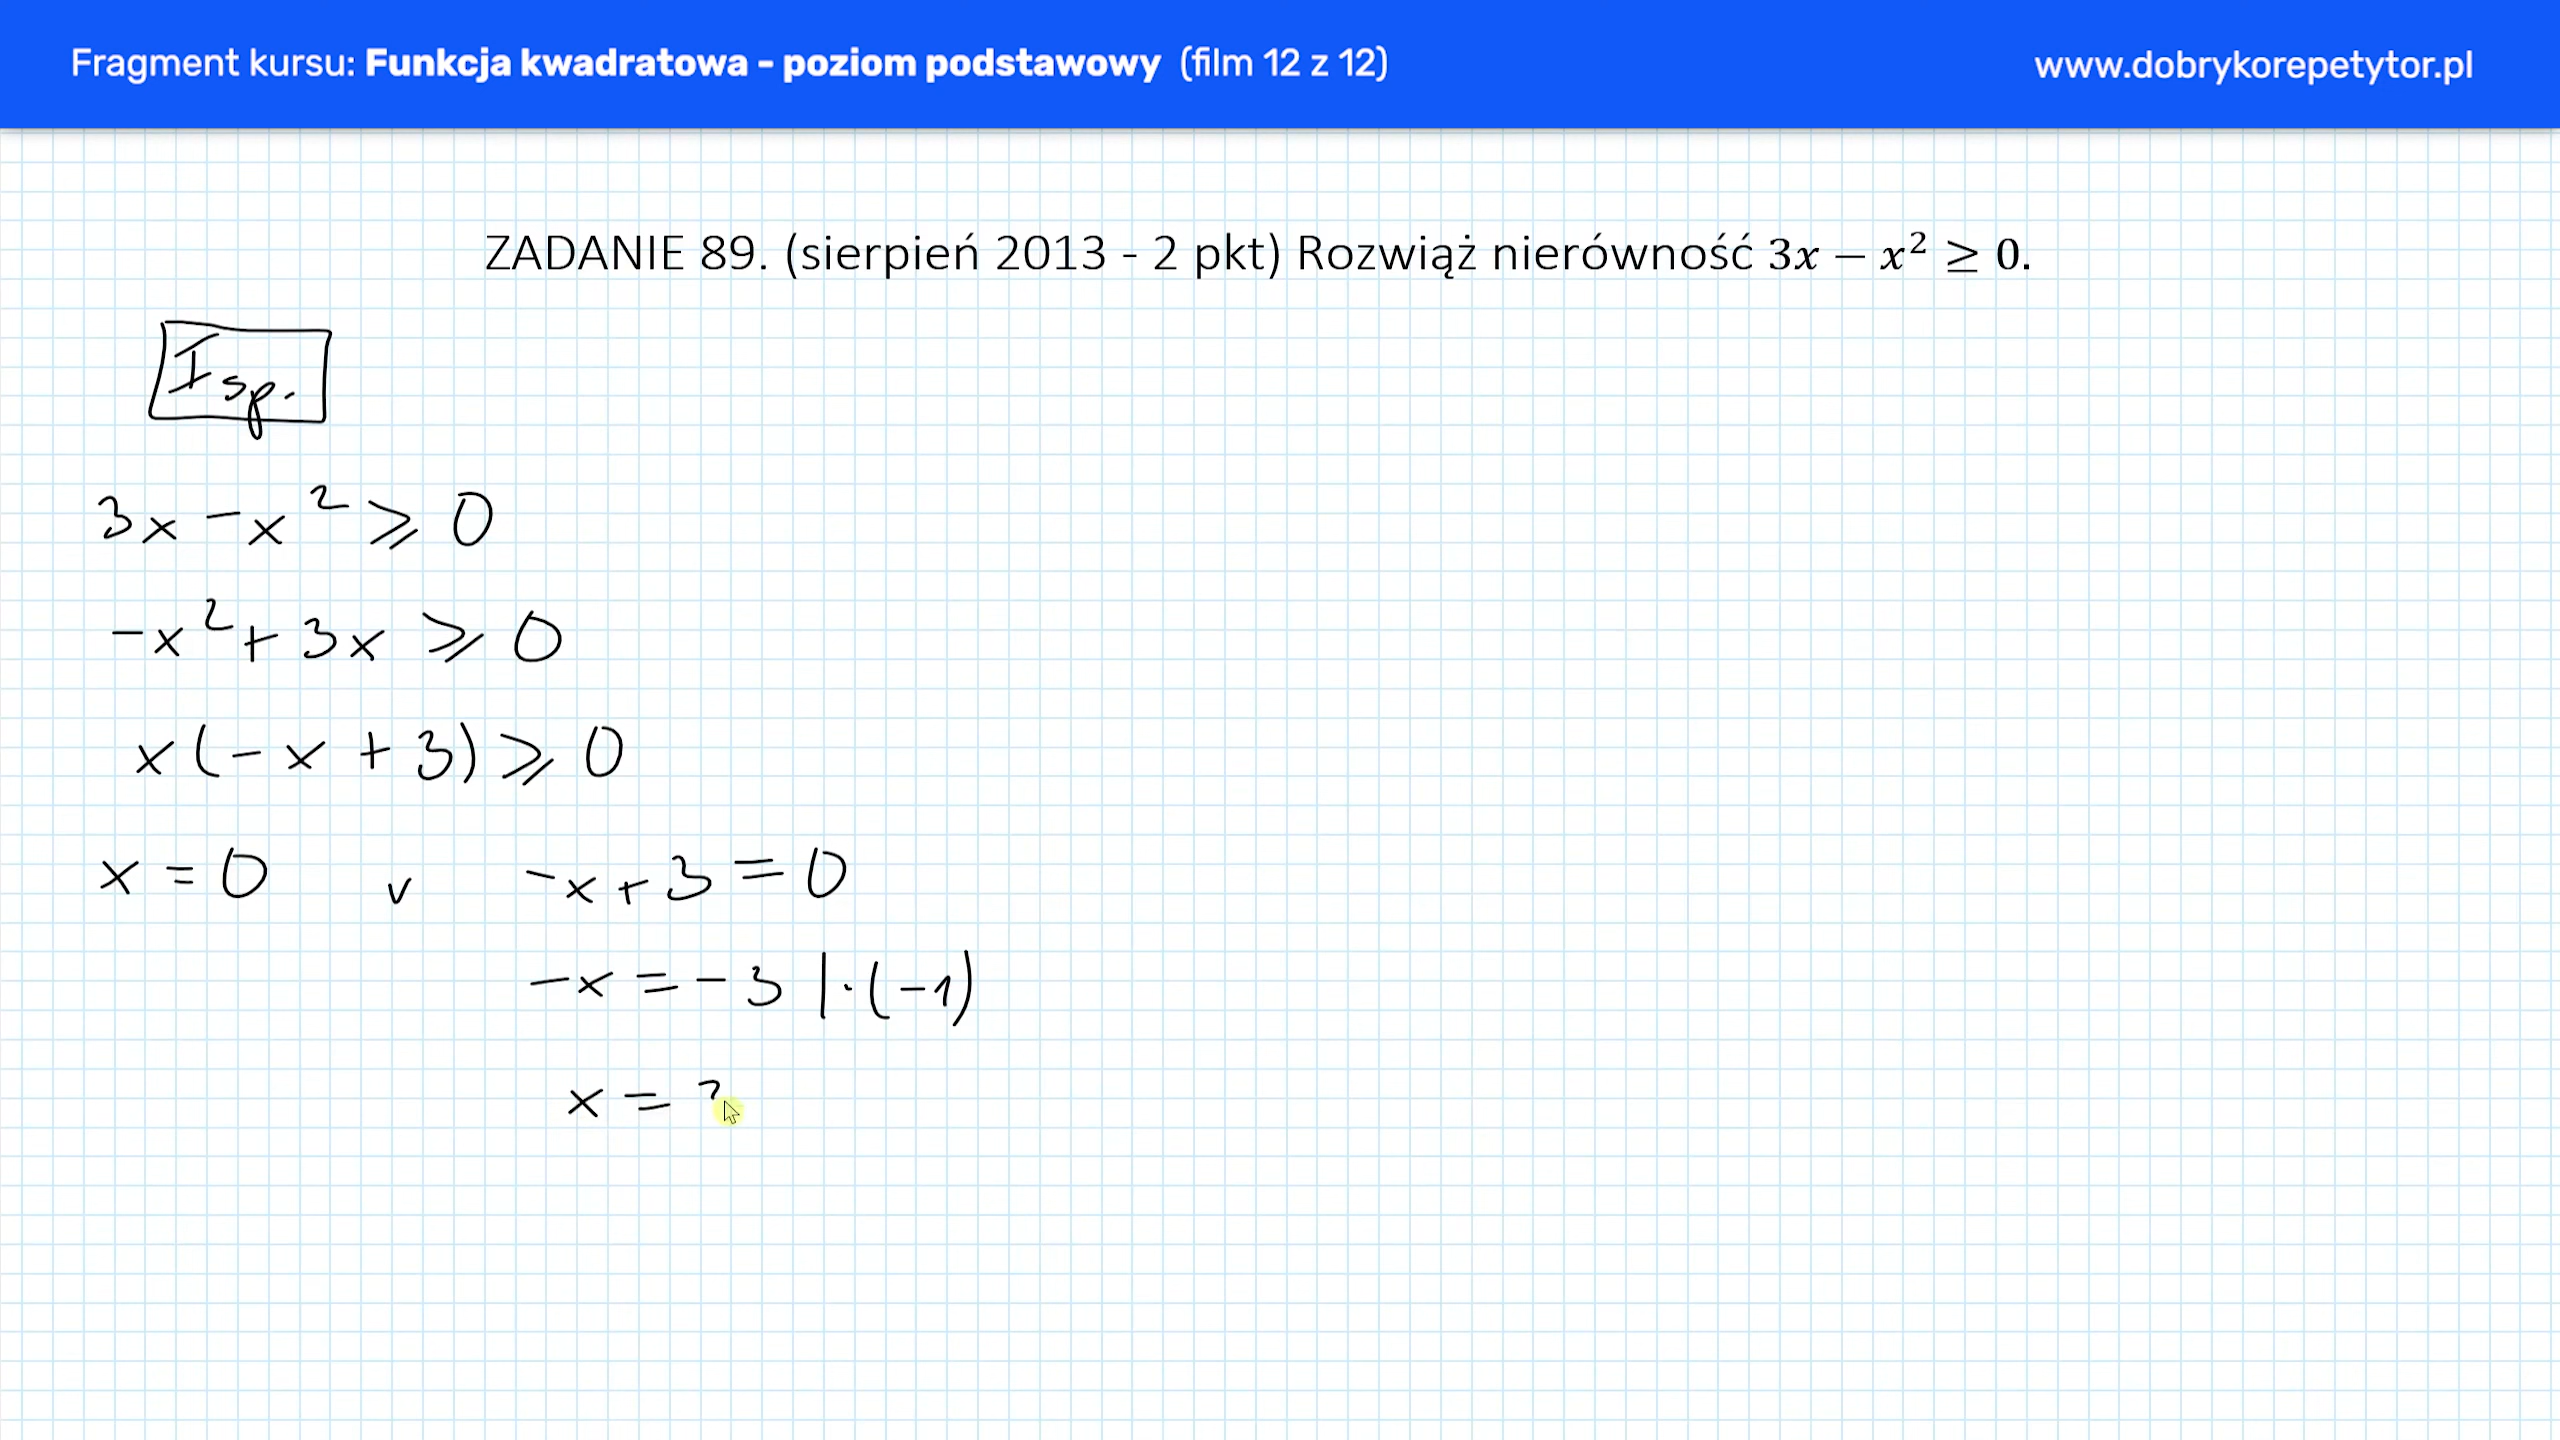 Fragment kursu: Funkcja kwadratowa - poziom podstawowy (film 12 z 12)
www.dobrykorepetytor.pl
ZADANIE 89. (sierpień 2013 - 2 pkt) Rozwiąż nierówność 3x − x² ≥ 0.
I sp.
3x − x² ⩾ 0
−x² + 3x ⩾ 0
x(−x + 3) ⩾ 0
x = 0 v −x + 3 = 0
−x = −3 |·(−1)
x =